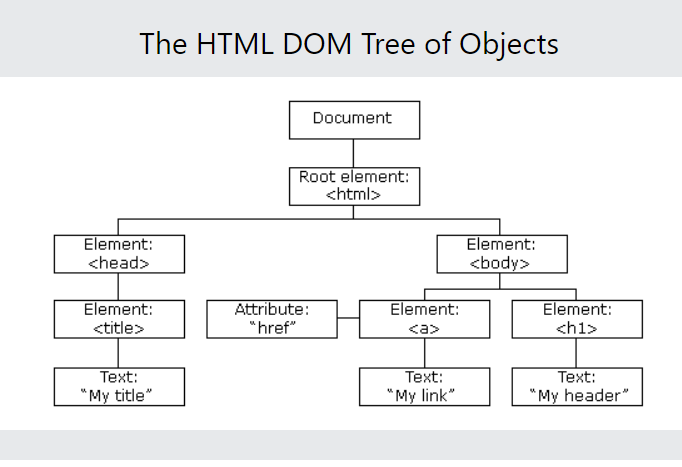 The HTML DOM Tree of Objects
Document
Root element:
<html>
Element:
<head>
Element:
<body>
Element:
<title>
Attribute:
“href”
Element:
<a>
Element:
<h1>
Text:
“My title”
Text:
“My link”
Text:
“My header”